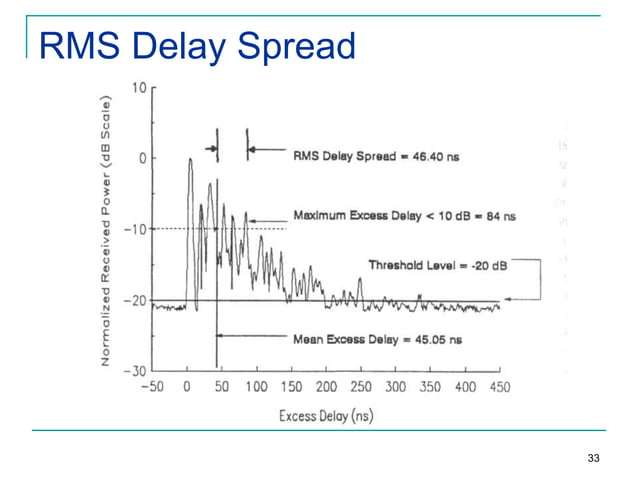 RMS Delay Spread
Normalized Received Power (dB Scale)
10
0
-10
-20
-30
RMS Delay Spread = 46.40 ns
Maximum Excess Delay < 10 dB = 84 ns
Threshold Level = -20 dB
Mean Excess Delay = 45.05 ns
-50 0 50 100 150 200 250 300 350 400 450
Excess Delay (ns)
33